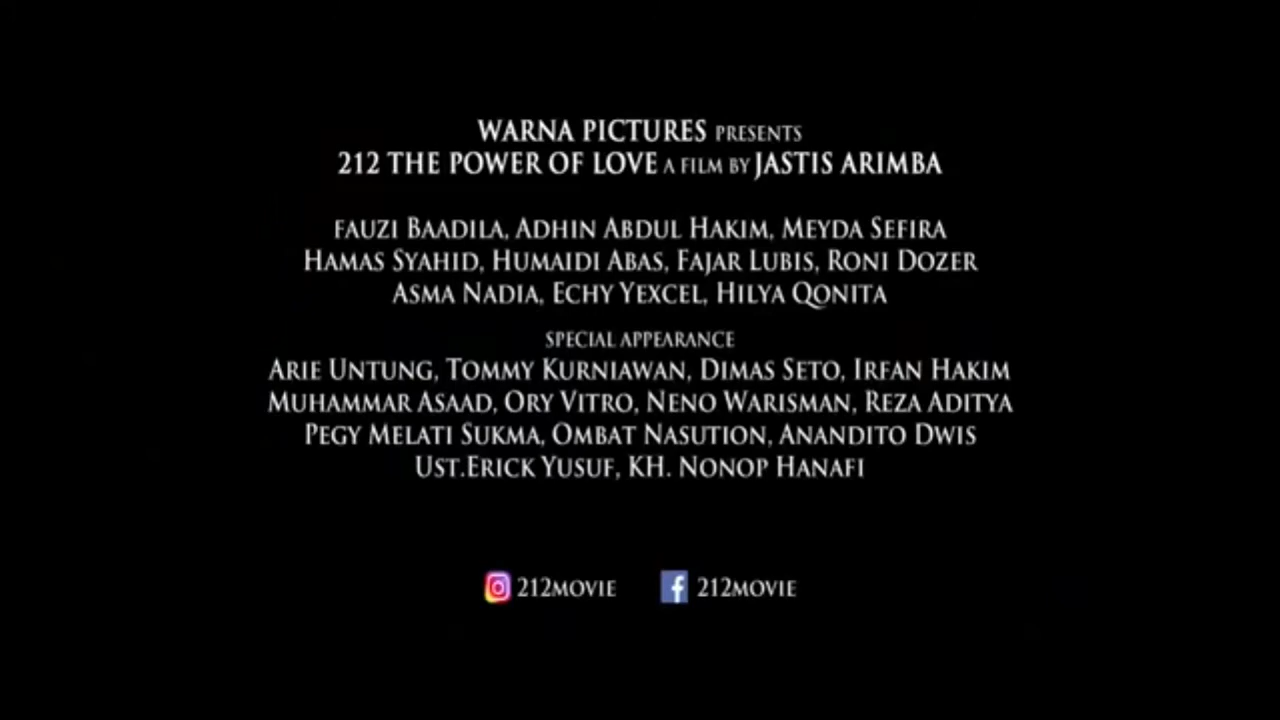 WARNA PICTURES PRESENTS
212 THE POWER OF LOVE A FILM BY JASTIS ARIMBA
FAUZI BAADILA, ADHIN ABDUL HAKIM, MEYDA SEFIRA
HAMAS SYAHID, HUMAIDI ABAS, FAJAR LUBIS, RONI DOZER
ASMA NADIA, ECHY YEXCEL, HILYA QONITA
SPECIAL APPEARANCE
ARIE UNTUNG, TOMMY KURNIAWAN, DIMAS SETO, IRFAN HAKIM
MUHAMMAR ASAAD, ORY VITRO, NENO WARISMAN, REZA ADITYA
PEGY MELATI SUKMA, OMBAT NASUTION, ANANDITO DWIS
UST.ERICK YUSUF, KH. NONOP HANAFI
212MOVIE 212MOVIE